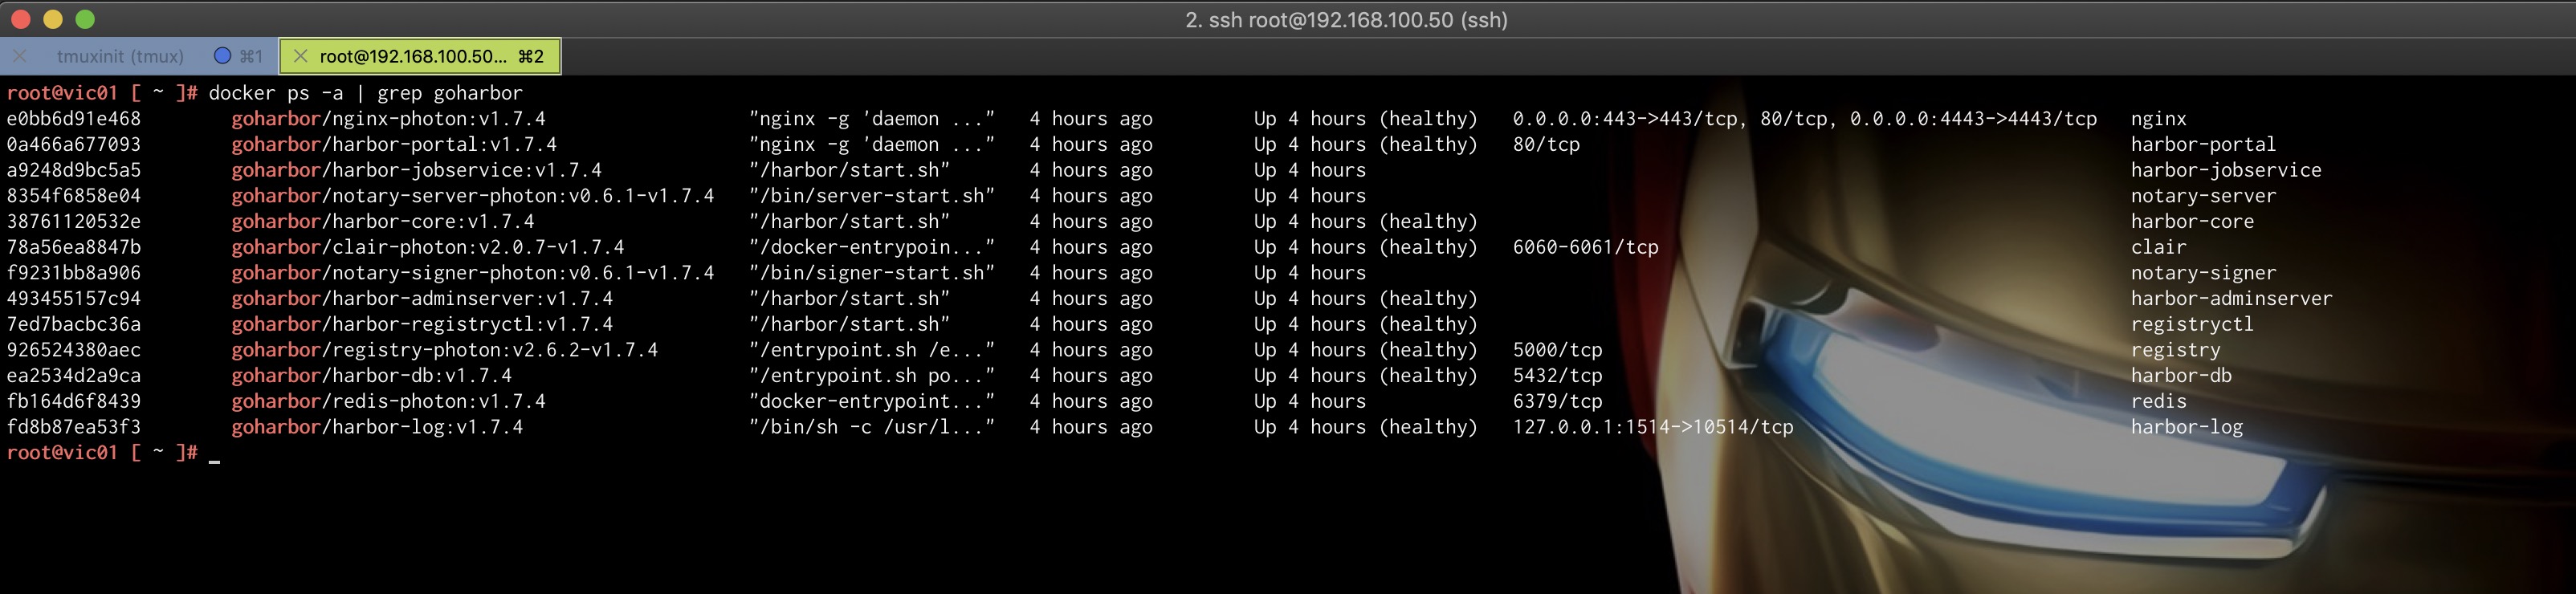 2. ssh root@192.168.100.50 (ssh)
tmuxinit (tmux) ⌘1 root@192.168.100.50... ⌘2
root@vic01 [ ~ ]# docker ps -a | grep goharbor
e0bb6d91e468 goharbor/nginx-photon:v1.7.4 "nginx -g 'daemon ..." 4 hours ago Up 4 hours (healthy) 0.0.0.0:443->443/tcp, 80/tcp, 0.0.0.0:4443->4443/tcp nginx
0a466a677093 goharbor/harbor-portal:v1.7.4 "nginx -g 'daemon ..." 4 hours ago Up 4 hours (healthy) 80/tcp harbor-portal
a9248d9bc5a5 goharbor/harbor-jobservice:v1.7.4 "/harbor/start.sh" 4 hours ago Up 4 hours harbor-jobservice
8354f6858e04 goharbor/notary-server-photon:v0.6.1-v1.7.4 "/bin/server-start.sh" 4 hours ago Up 4 hours notary-server
38761120532e goharbor/harbor-core:v1.7.4 "/harbor/start.sh" 4 hours ago Up 4 hours (healthy) harbor-core
78a56ea8847b goharbor/clair-photon:v2.0.7-v1.7.4 "/docker-entrypoin..." 4 hours ago Up 4 hours (healthy) 6060-6061/tcp clair
f9231bb8a906 goharbor/notary-signer-photon:v0.6.1-v1.7.4 "/bin/signer-start.sh" 4 hours ago Up 4 hours notary-signer
493455157c94 goharbor/harbor-adminserver:v1.7.4 "/harbor/start.sh" 4 hours ago Up 4 hours (healthy) harbor-adminserver
7ed7bacbc36a goharbor/harbor-registryctl:v1.7.4 "/harbor/start.sh" 4 hours ago Up 4 hours (healthy) registryctl
926524380aec goharbor/registry-photon:v2.6.2-v1.7.4 "/entrypoint.sh /e..." 4 hours ago Up 4 hours (healthy) 5000/tcp registry
ea2534d2a9ca goharbor/harbor-db:v1.7.4 "/entrypoint.sh po..." 4 hours ago Up 4 hours (healthy) 5432/tcp harbor-db
fb164d6f8439 goharbor/redis-photon:v1.7.4 "docker-entrypoint..." 4 hours ago Up 4 hours 6379/tcp redis
fd8b87ea53f3 goharbor/harbor-log:v1.7.4 "/bin/sh -c /usr/l..." 4 hours ago Up 4 hours (healthy) 127.0.0.1:1514->10514/tcp harbor-log
root@vic01 [ ~ ]# _